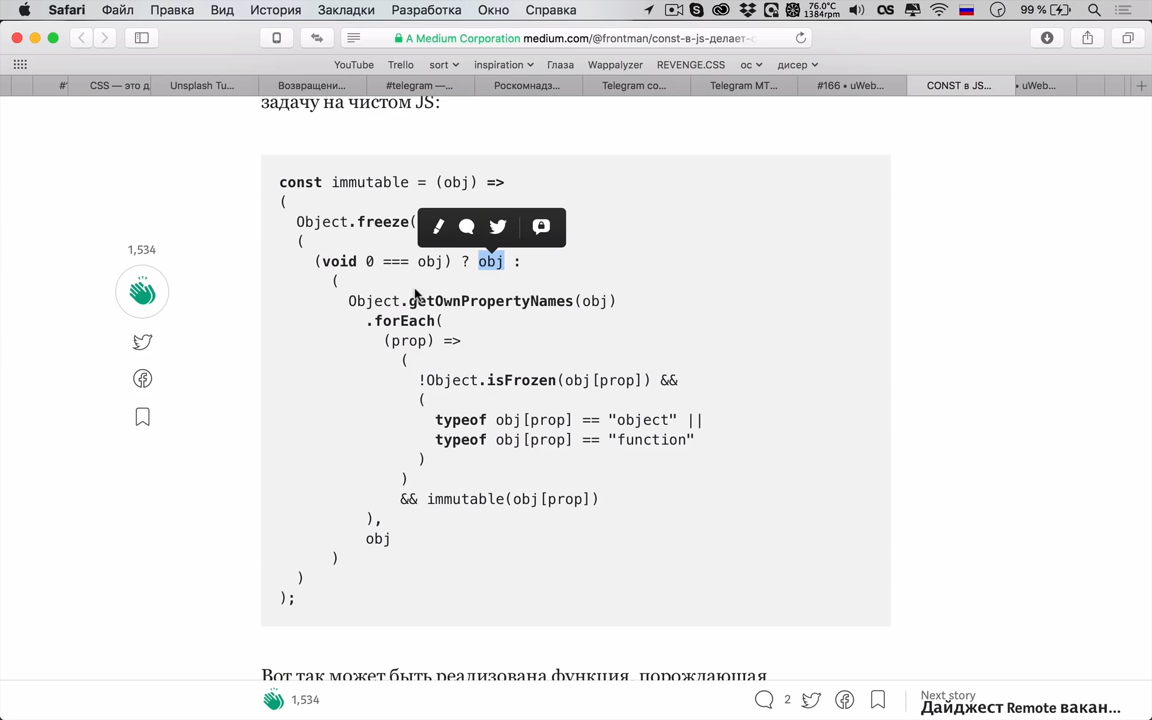 Safari Файл Правка Вид История Закладки Разработка Окно Справка 76.0°C 1384rpm 99 %
A Medium Corporation medium.com/@frontman/const-в-js-делает-
YouTube Trello sort inspiration Глаза Wappalyzer REVENGE.CSS ос дисер
CSS — это д Unsplash Tu... Возвращени... #telegram —... Роскомнадз... Telegram co... Telegram MT... #166 • uWeb... CONST в JS... • uWeb...
задачу на чистом JS:
const immutable = (obj) =>
(
Object.freeze(
(
(void 0 === obj) ? obj :
(
Object.getOwnPropertyNames(obj)
.forEach(
(prop) =>
(
!Object.isFrozen(obj[prop]) &&
(
typeof obj[prop] == "object" ||
typeof obj[prop] == "function"
)
)
&& immutable(obj[prop])
),
obj
)
)
);
1,534
Вот так может быть реализована функция, порождающая
1,534
2
Next story
Дайджест Remote вакан...